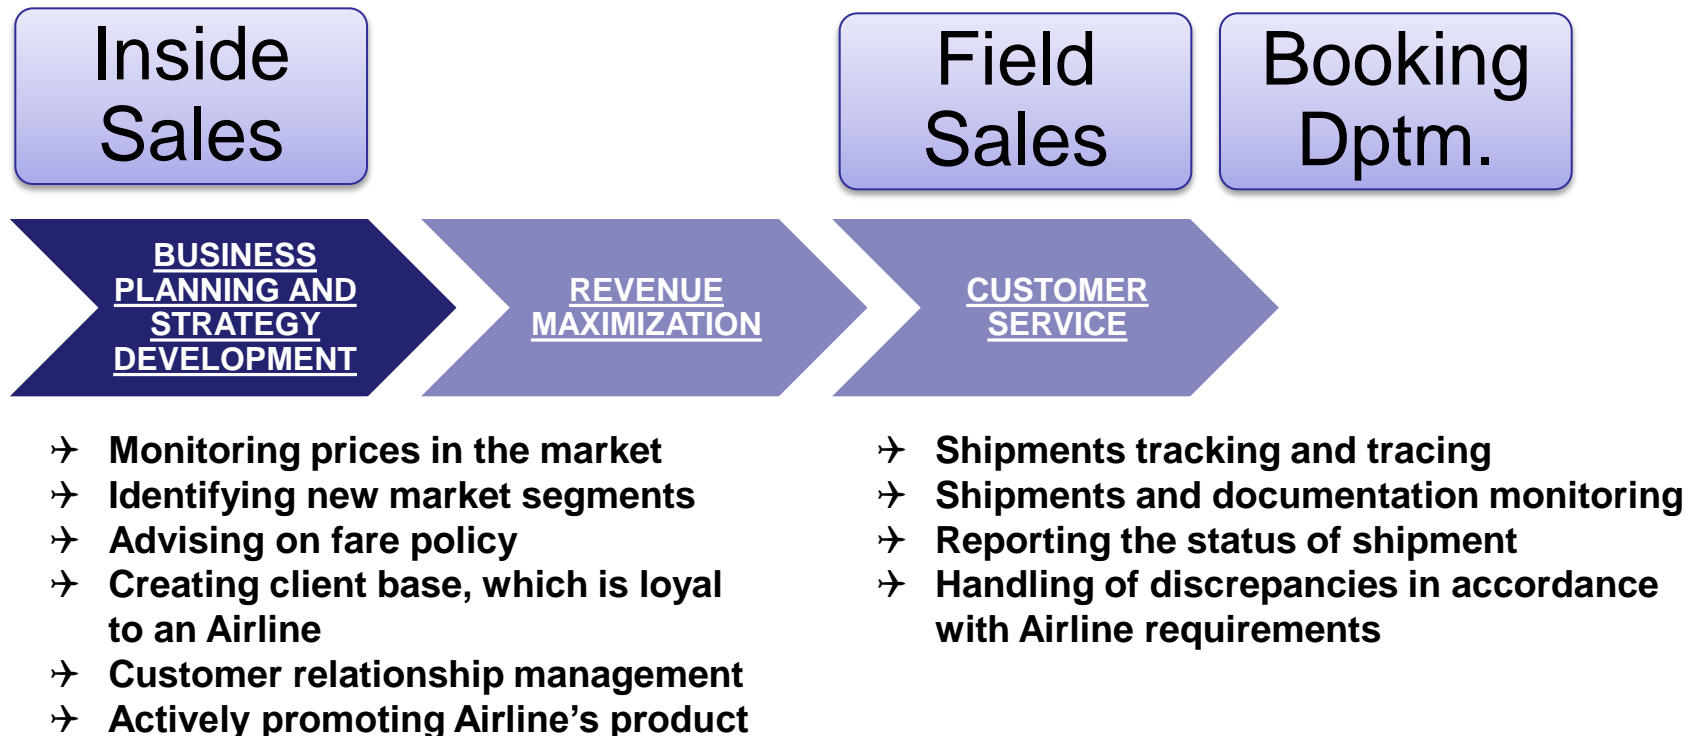 Inside
Sales
Field
Sales
Booking
Dptm.
BUSINESS
PLANNING AND
STRATEGY
DEVELOPMENT
REVENUE
MAXIMIZATION
CUSTOMER
SERVICE
Monitoring prices in the market
Identifying new market segments
Advising on fare policy
Creating client base, which is loyal
to an Airline
Customer relationship management
Actively promoting Airline’s product
Shipments tracking and tracing
Shipments and documentation monitoring
Reporting the status of shipment
Handling of discrepancies in accordance
with Airline requirements